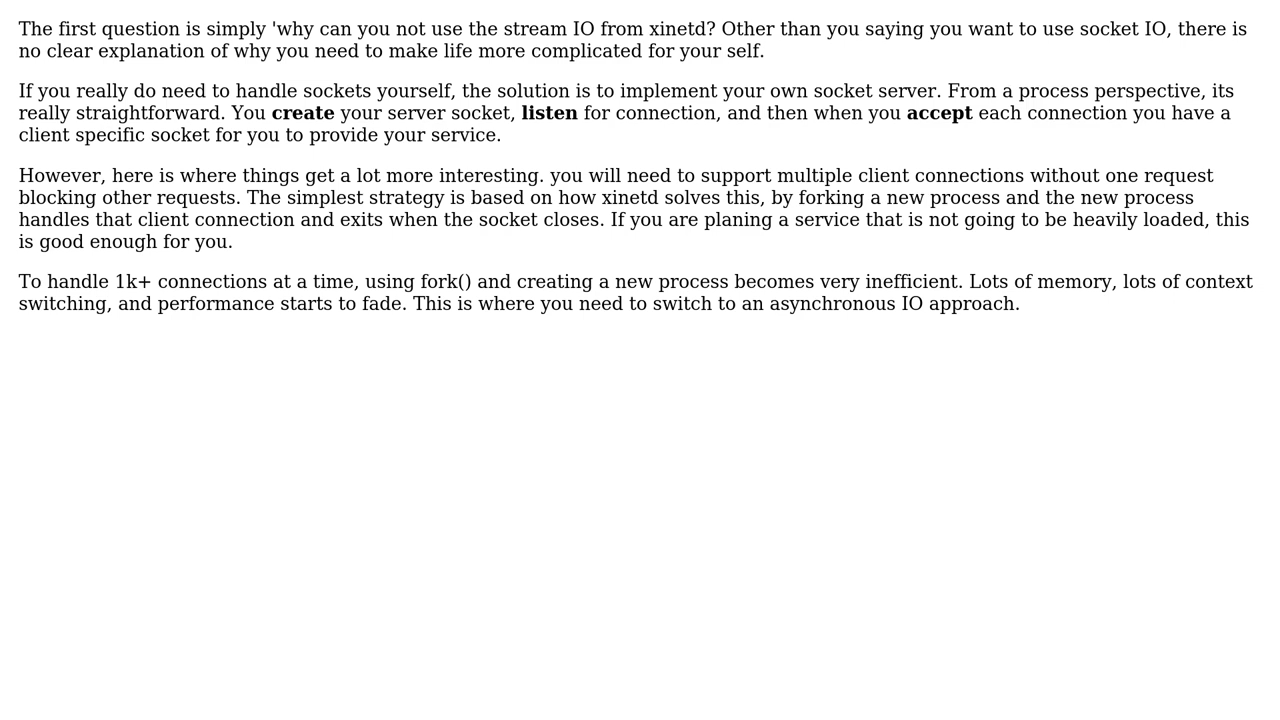 The first question is simply 'why can you not use the stream IO from xinetd? Other than you saying you want to use socket IO, there is
no clear explanation of why you need to make life more complicated for your self.
If you really do need to handle sockets yourself, the solution is to implement your own socket server. From a process perspective, its
really straightforward. You create your server socket, listen for connection, and then when you accept each connection you have a
client specific socket for you to provide your service.
However, here is where things get a lot more interesting. you will need to support multiple client connections without one request
blocking other requests. The simplest strategy is based on how xinetd solves this, by forking a new process and the new process
handles that client connection and exits when the socket closes. If you are planing a service that is not going to be heavily loaded, this
is good enough for you.
To handle 1k+ connections at a time, using fork() and creating a new process becomes very inefficient. Lots of memory, lots of context
switching, and performance starts to fade. This is where you need to switch to an asynchronous IO approach.